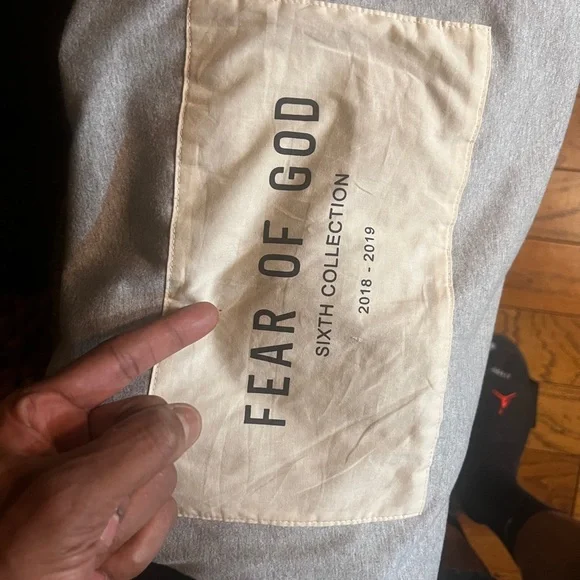 FEAR OF GOD
SIXTH COLLECTION
2018 - 2019